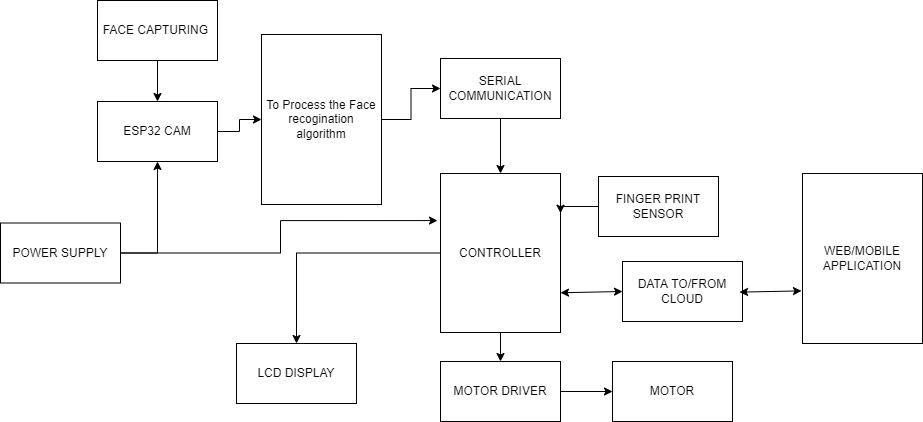 FACE CAPTURING
ESP32 CAM
To Process the Face
recogination
algorithm
SERIAL
COMMUNICATION
POWER SUPPLY
CONTROLLER
FINGER PRINT
SENSOR
DATA TO/FROM
CLOUD
WEB/MOBILE
APPLICATION
LCD DISPLAY
MOTOR DRIVER
MOTOR